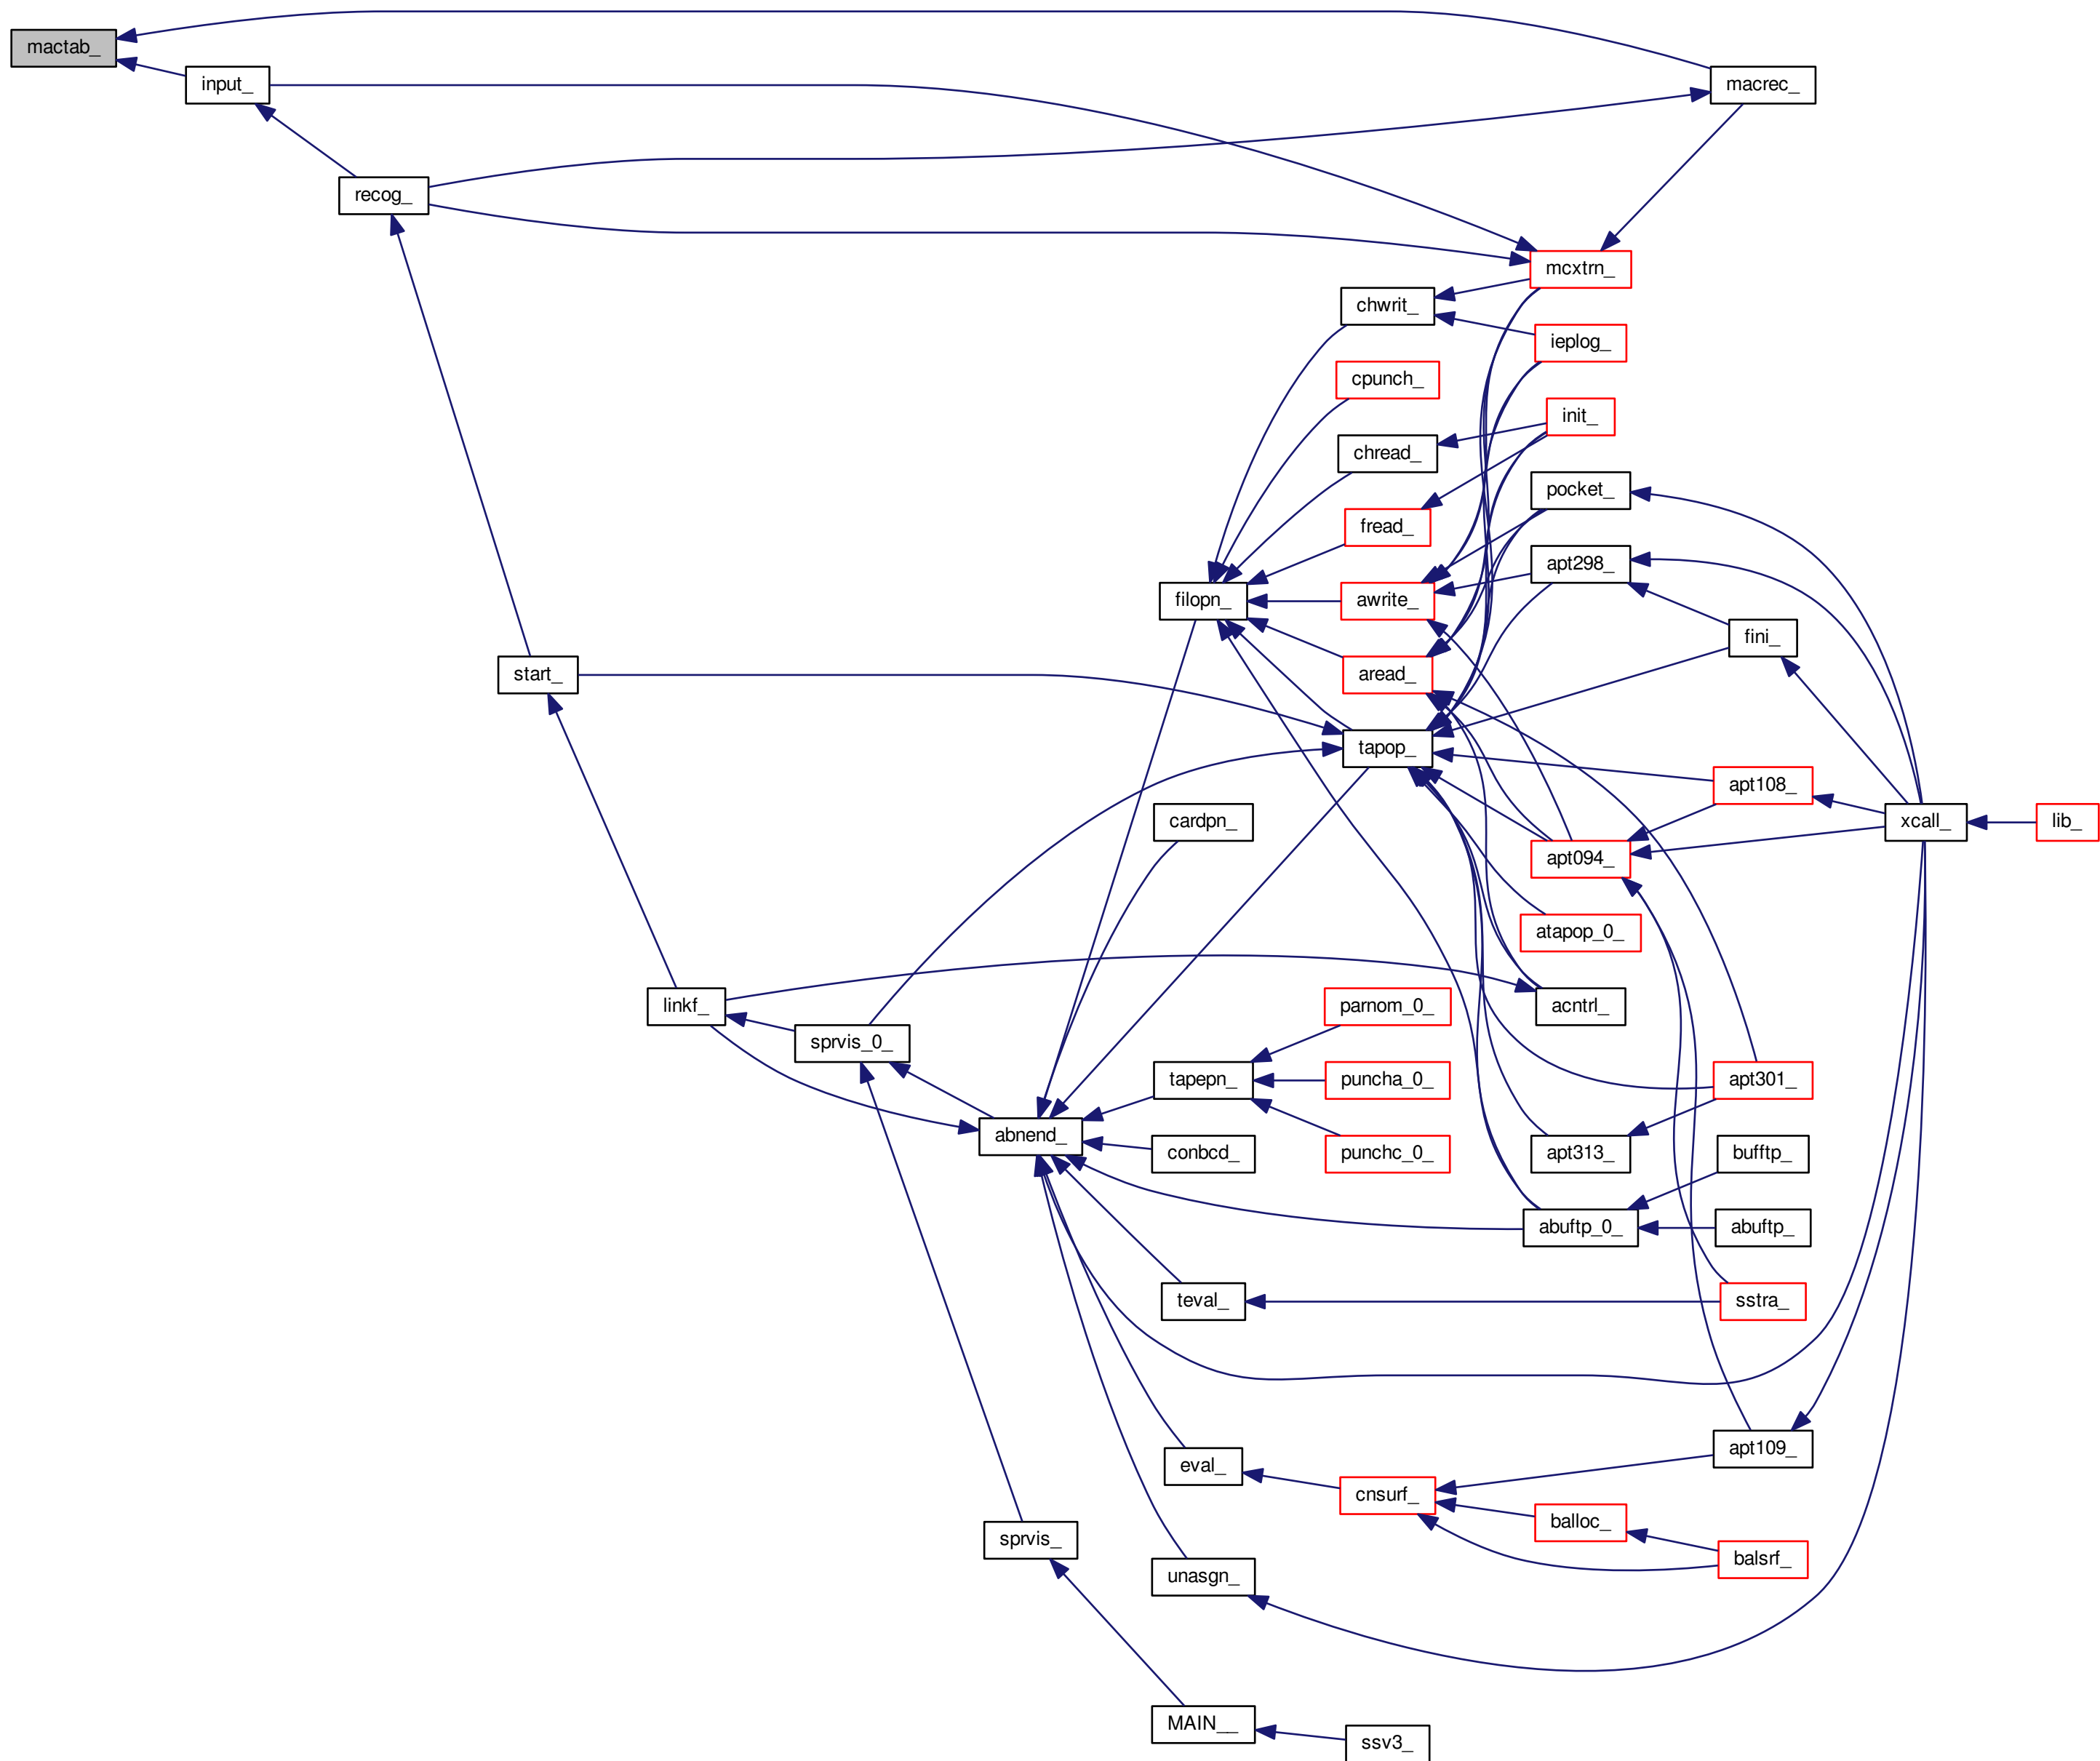 mactab_
input_
macrec_
recog_
mcxtrn_
chwrit_
ieplog_
cpunch_
init_
chread_
pocket_
fread_
apt298_
filopn_
awrite_
fini_
start_
aread_
tapop_
apt108_
cardpn_
xcall_
lib_
apt094_
atapop_0_
linkf_
parnom_0_
acntrl_
sprvis_0_
tapepn_
puncha_0_
apt301_
abnend_
conbcd_
punchc_0_
apt313_
bufftp_
abuftp_0_
abuftp_
teval_
sstra_
apt109_
eval_
cnsurf_
balloc_
sprvis_
balsrf_
unasgn_
MAIN__
ssv3_